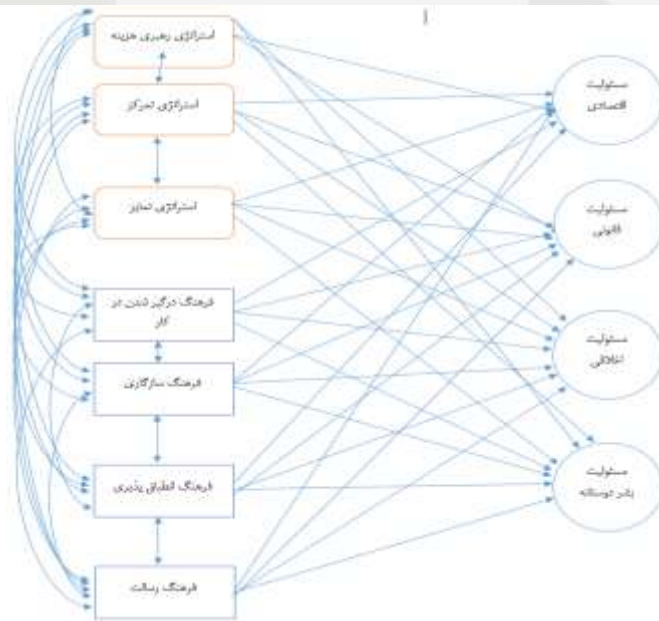 استراتژی رهبری هزینه
استراتژی تمرکز
استراتژی تمایز
فرهنگ درگیر شدن در
کار
فرهنگ سازگاری
فرهنگ انطباق پذیری
فرهنگ رسالت
مسئولیت
اقتصادی
مسئولیت
قانونی
مسئولیت
اخلاقی
مسئولیت
بشر دوستانه